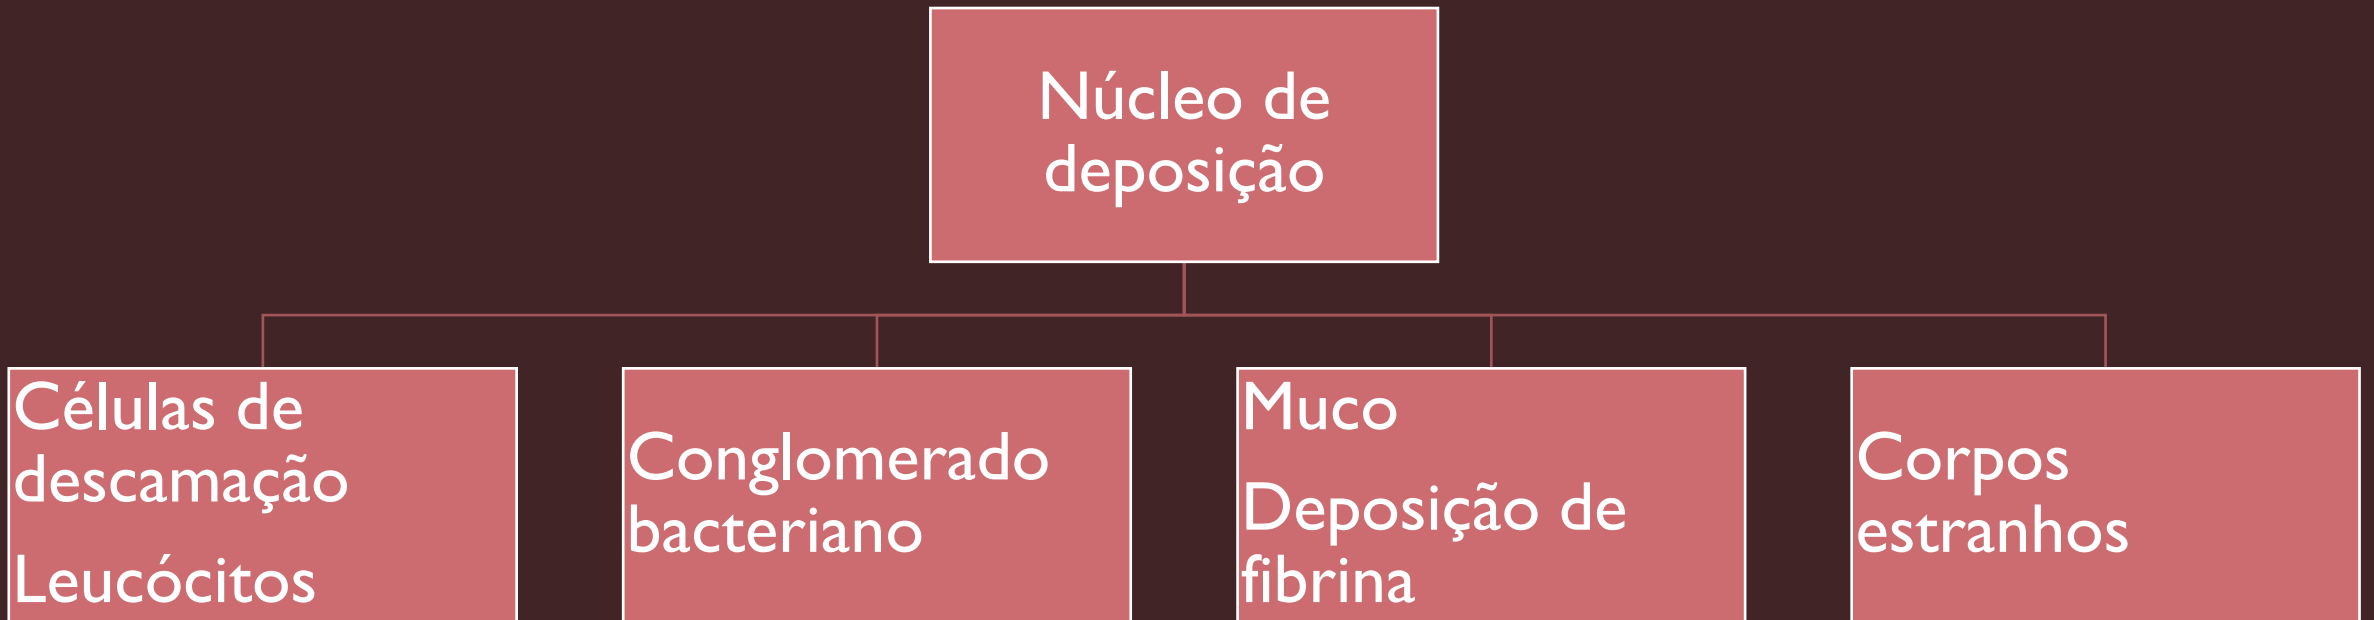 Núcleo de
deposição
Células de
descamação
Leucócitos
Conglomerado
bacteriano
Muco
Deposição de
fibrina
Corpos
estranhos